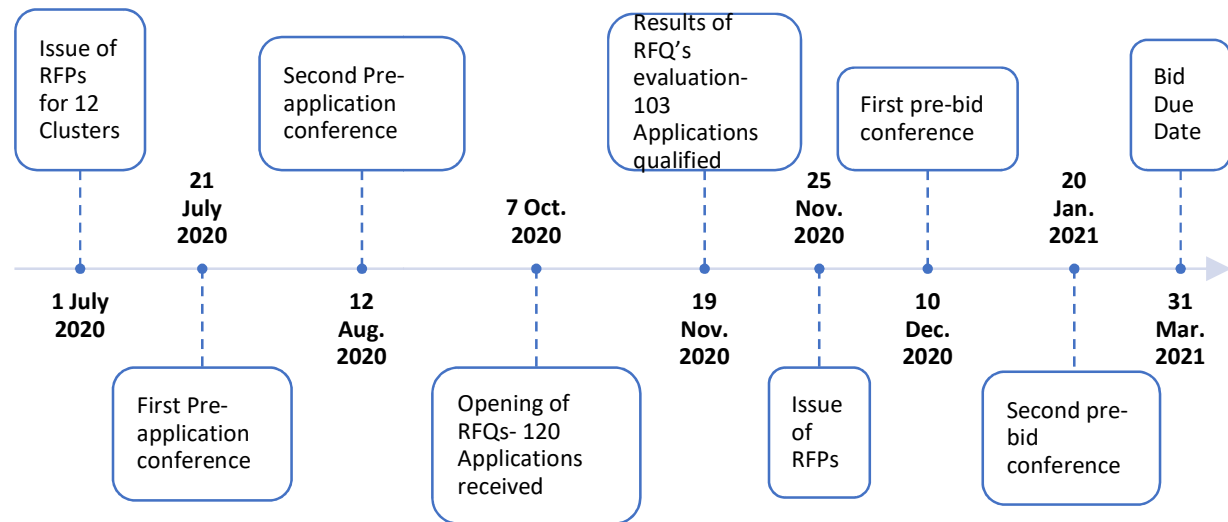 Issue of
RFPs
for 12
Clusters
1 July
2020
21
July
2020
First Pre-
application
conference
Second Pre-
application
conference
12
Aug.
2020
7 Oct.
2020
Opening of
RFQs- 120
Applications
received
Results of
RFQ’s
evaluation-
103
Applications
qualified
19
Nov.
2020
25
Nov.
2020
Issue
of
RFPs
First pre-bid
conference
10
Dec.
2020
20
Jan.
2021
Second pre-
bid
conference
Bid
Due
Date
31
Mar.
2021